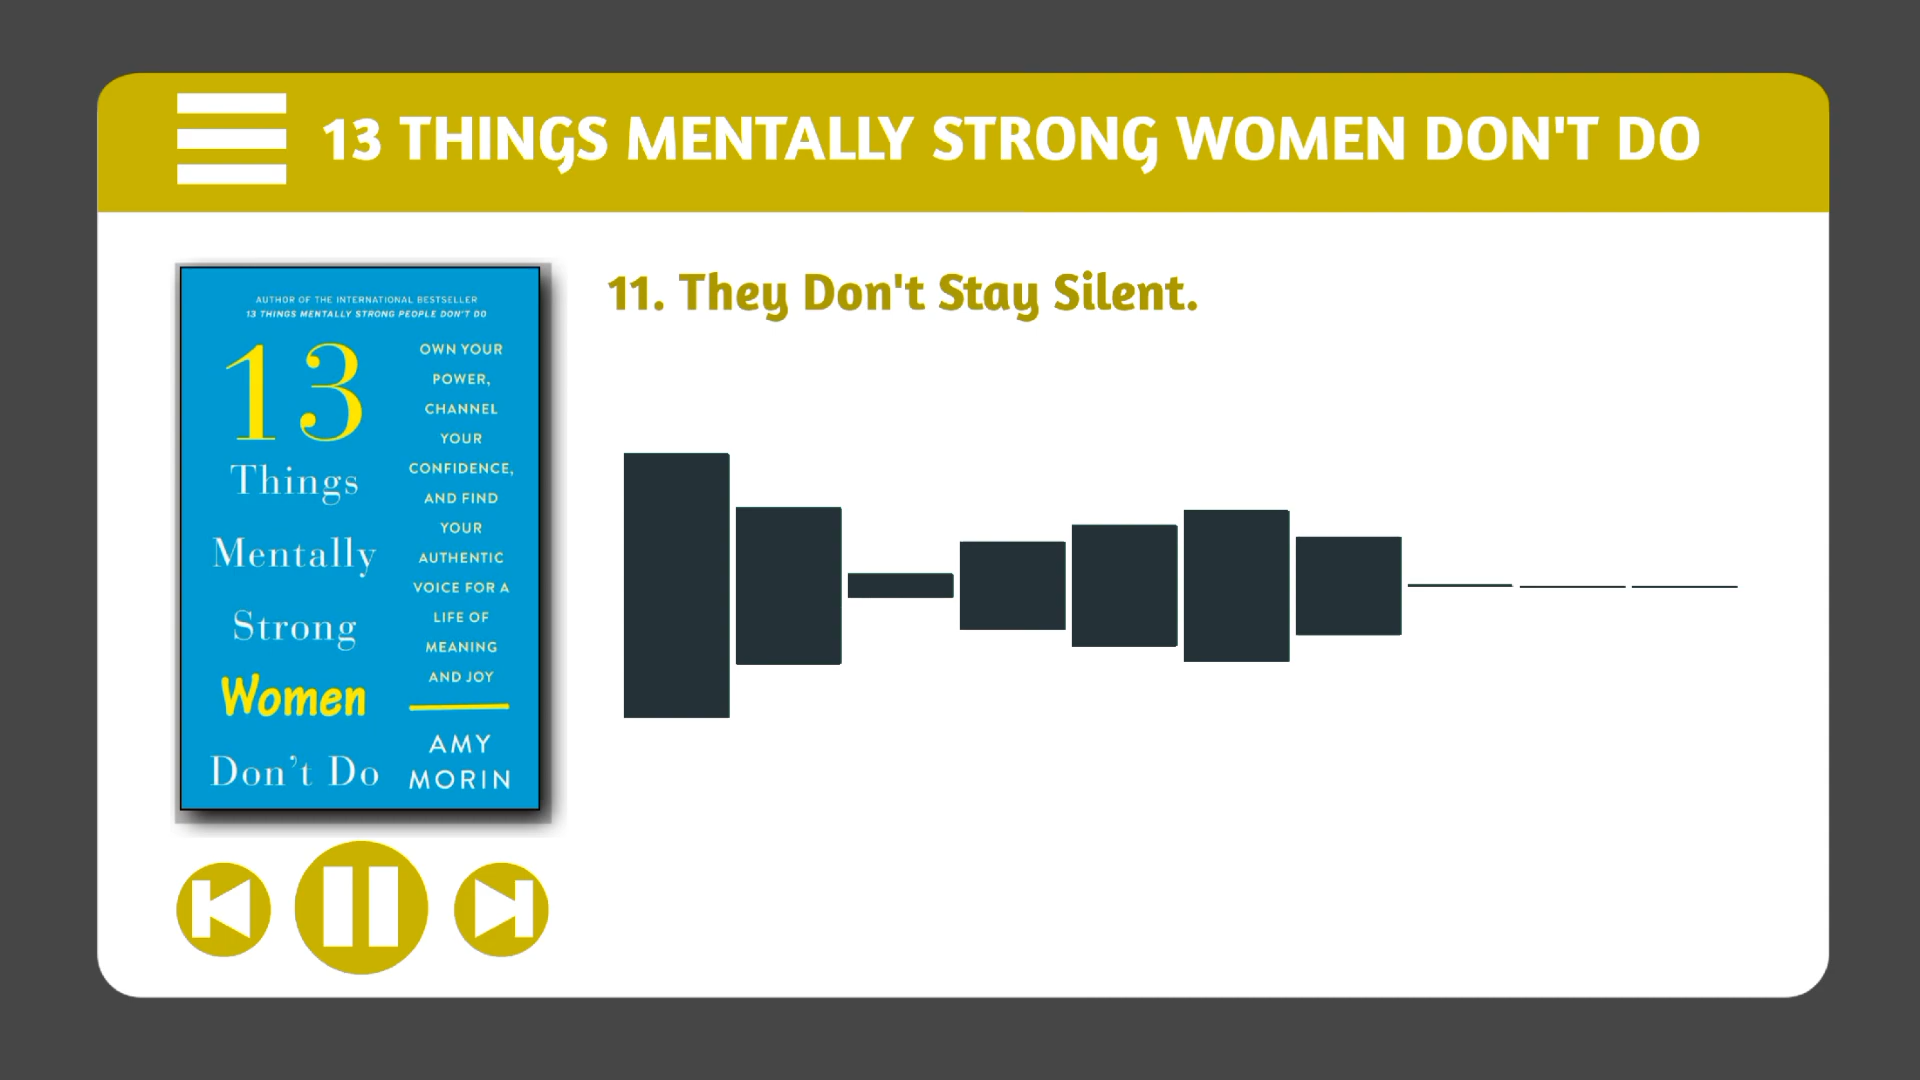 13 THINGS MENTALLY STRONG WOMEN DON'T DO
11. They Don't Stay Silent.
AUTHOR OF THE INTERNATIONAL BESTSELLER
13 THINGS MENTALLY STRONG PEOPLE DON'T DO
13
Things
Mentally
Strong
Women
Don't Do
OWN YOUR
POWER,
CHANNEL
YOUR
CONFIDENCE,
AND FIND
YOUR
AUTHENTIC
VOICE FOR A
LIFE OF
MEANING
AND JOY
AMY
MORIN